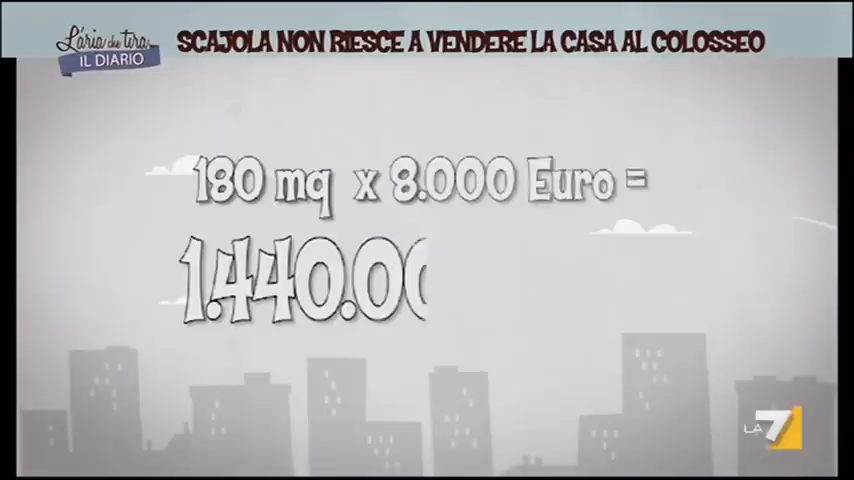 L'aria che tira
IL DIARIO
SCAJOLA NON RIESCE A VENDERE LA CASA AL COLOSSEO
180 mq x 8.000 Euro =
1.440.00
LA7